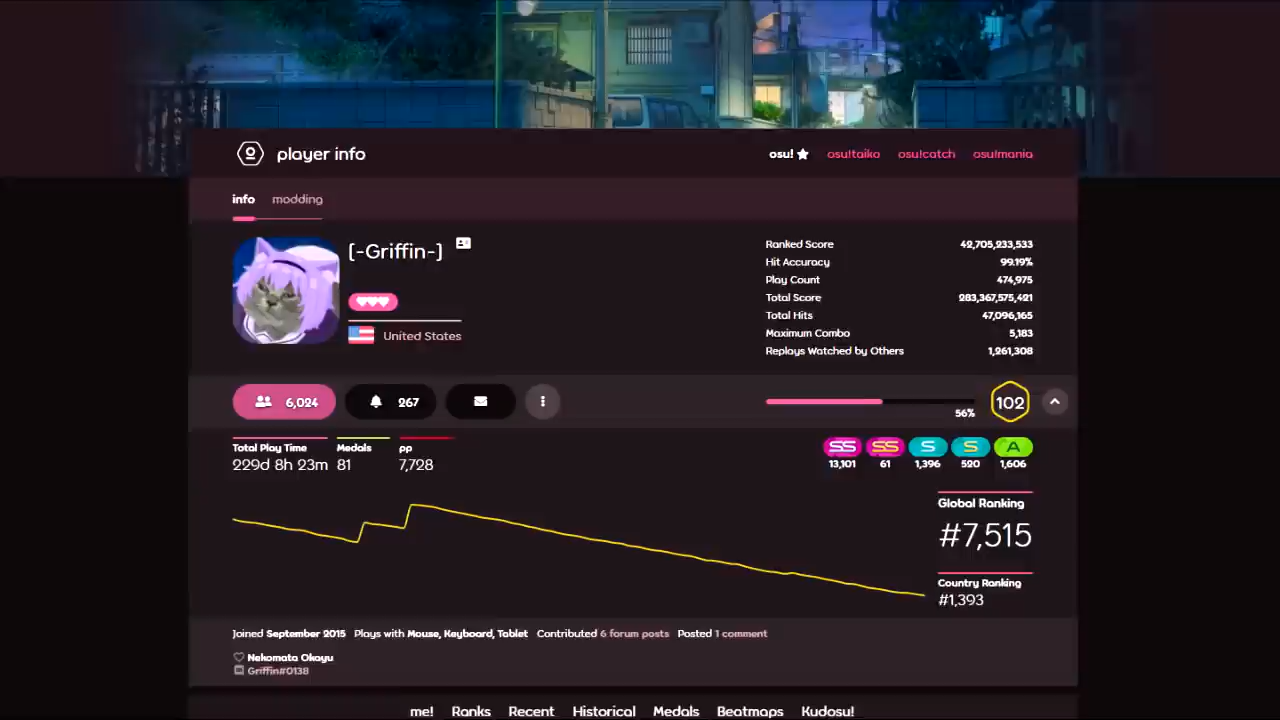 player info
osu! osu!taiko osu!catch osu!mania
info modding
[-Griffin-]
United States
Ranked Score 42,705,233,533
Hit Accuracy 99.19%
Play Count 474,975
Total Score 283,367,575,421
Total Hits 47,096,165
Maximum Combo 5,183
Replays Watched by Others 1,261,308
6,024 267
56%
102
Total Play Time Medals pp
229d 8h 23m 81 7,728
SS SS S S A
13,101 61 1,396 520 1,606
Global Ranking
#7,515
Country Ranking
#1,393
Joined September 2015 Plays with Mouse, Keyboard, Tablet Contributed 6 forum posts Posted 1 comment
Nekomata Okayu
Griffin#0138
me! Ranks Recent Historical Medals Beatmaps Kudosu!